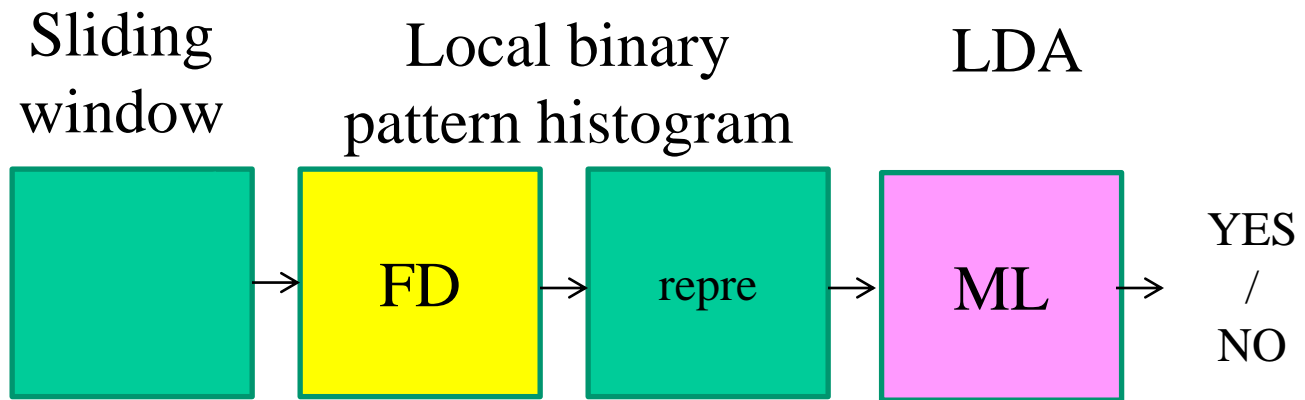 Sliding
window
Local binary
pattern histogram
LDA
FD
repre
ML
YES
/
NO